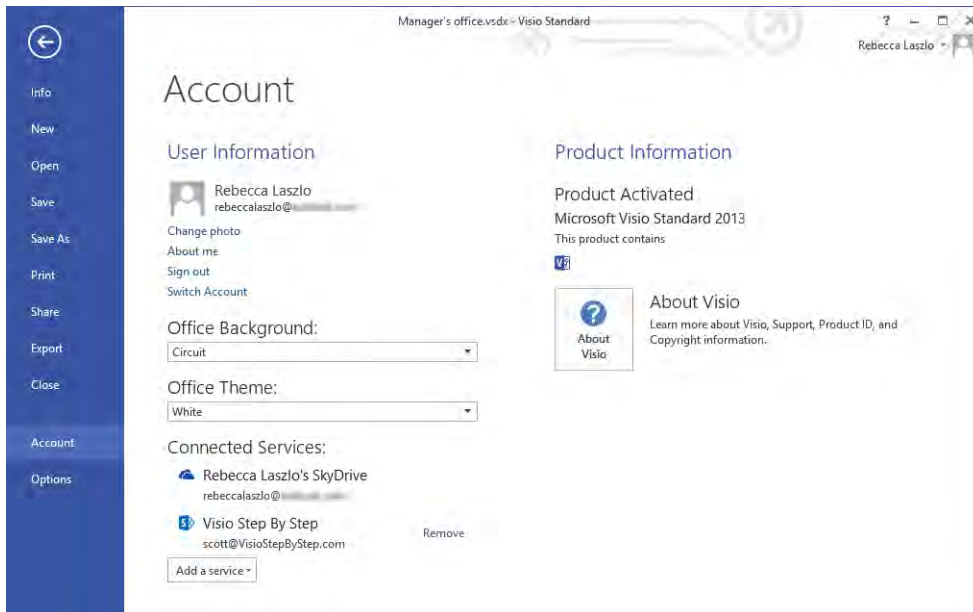 Manager's office.vsdx - Visio Standard
?
Rebecca Laszlo
Info
New
Open
Save
Save As
Print
Share
Export
Close
Account
Options
Account
User Information
Rebecca Laszlo
rebeccalaszlo@
Change photo
About me
Sign out
Switch Account
Office Background:
Circuit
Office Theme:
White
Connected Services:
Rebecca Laszlo's SkyDrive
rebeccalaszlo@
Visio Step By Step
scott@VisioStepByStep.com
Remove
Add a service
Product Information
Product Activated
Microsoft Visio Standard 2013
This product contains
About Visio
About Visio
Learn more about Visio, Support, Product ID, and
Copyright information.